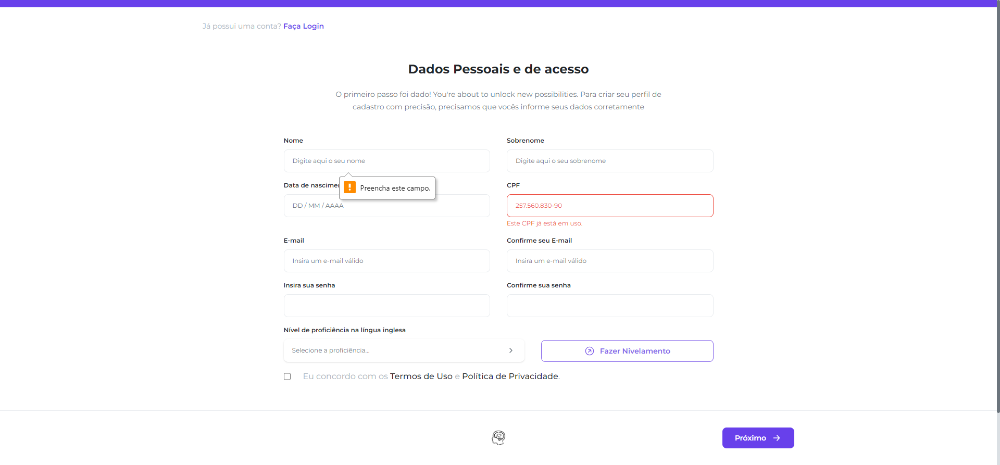 Já possui uma conta? Faça Login
Dados Pessoais e de acesso
O primeiro passo foi dado! You're about to unlock new possibilities. Para criar seu perfil de
cadastro com precisão, precisamos que vocês informe seus dados corretamente
Nome
Sobrenome
Digite aqui o seu nome
Digite aqui o seu sobrenome
Preencha este campo.
Data de
CPF
DD / MM / AAAA
257.560.830-90
Este CPF já está em uso.
E-mail
Confirme seu E-mail
Insira um e-mail válido
Insira um e-mail válido
Insira sua senha
Confirme sua senha
Nível de proficiência na língua inglesa
Selecione a proficiência...
Fazer Nivelamento
Eu concordo com os Termos de Uso e Política de Privacidade.
Próximo